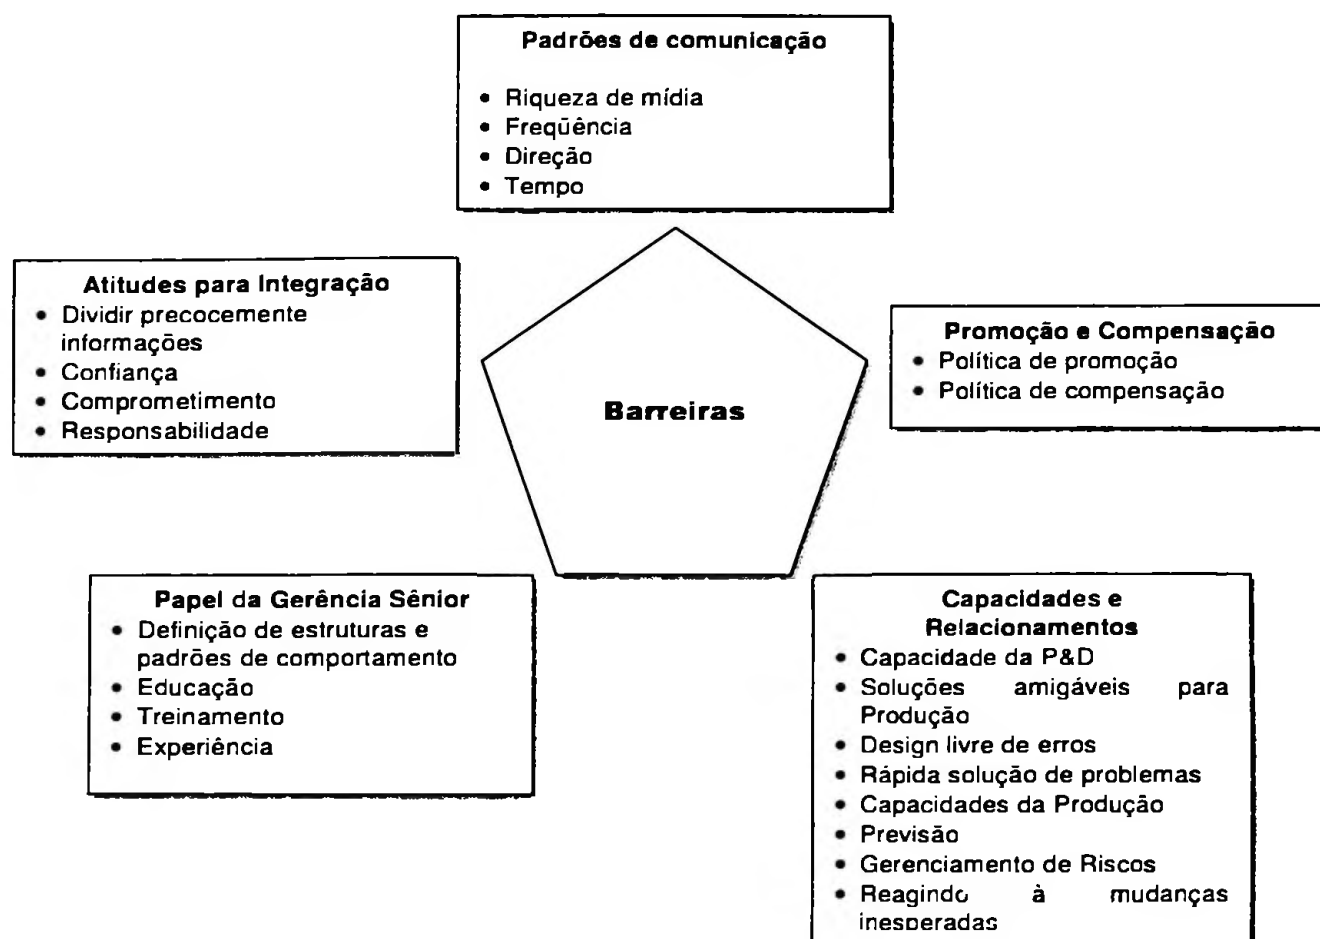 Padrões de comunicação
• Riqueza de mídia
• Freqüência
• Direção
• Tempo
Atitudes para Integração
• Dividir precocemente
informações
• Confiança
• Comprometimento
• Responsabilidade
Promoção e Compensação
• Política de promoção
• Política de compensação
Barreiras
Papel da Gerência Sênior
• Definição de estruturas e
padrões de comportamento
• Educação
• Treinamento
• Experiência
Capacidades e
Relacionamentos
• Capacidade da P&D
• Soluções amigáveis para
Produção
• Design livre de erros
• Rápida solução de problemas
• Capacidades da Produção
• Previsão
• Gerenciamento de Riscos
• Reagindo à mudanças
inesperadas